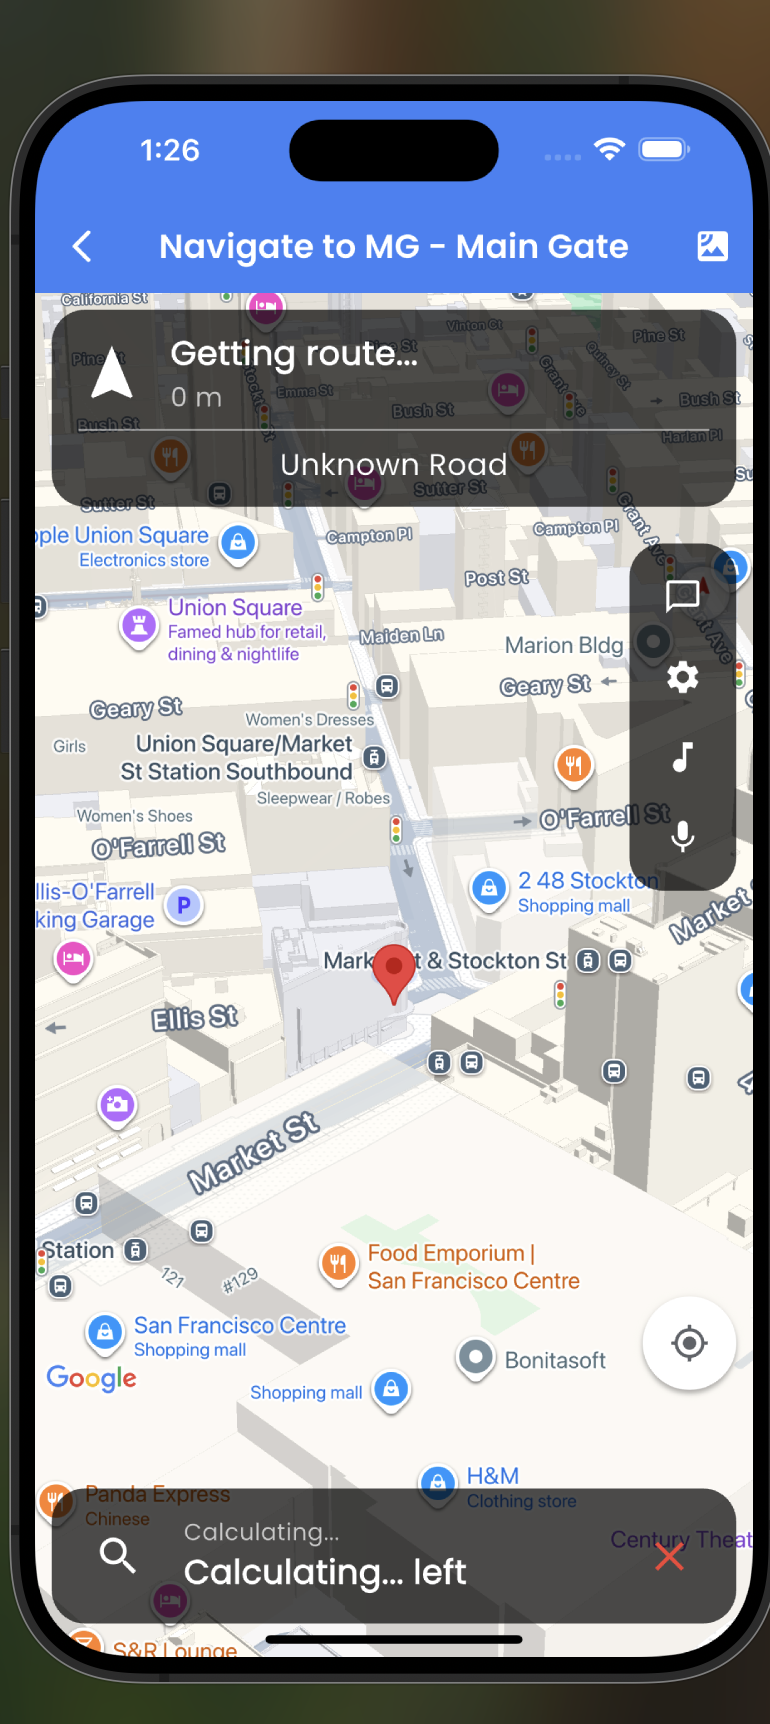 1:26
Navigate to MG - Main Gate
California St
Vinton Ct
Pine St
Pine St
Quincy St
Getting route...
0 m
Emma St
Grant Ave
Bush St
Bush St
Bush St
Harlan Pl
Unknown Road
Sutter St
Sutter St
Grant Ave
ople Union Square
Electronics store
Campton Pl
Campton Pl
Post St
Union Square
Famed hub for retail,
dining & nightlife
Maiden Ln
Marion Bldg
Geary St
Geary St
Women's Dresses
Girls
Union Square/Market
St Station Southbound
Sleepwear / Robes
Women's Shoes
O'Farrell St
O'Farrell St
llis-O'Farrell
king Garage
P
2 48 Stockton
Shopping mall
Market
Mark t & Stockton St
Ellis St
Market St
Station
121
#129
Food Emporium |
San Francisco Centre
San Francisco Centre
Shopping mall
Bonitasoft
Google
Shopping mall
H&M
Clothing store
Panda Express
Chinese
Calculating...
Calculating... left
Century Theat
S&R Lounge